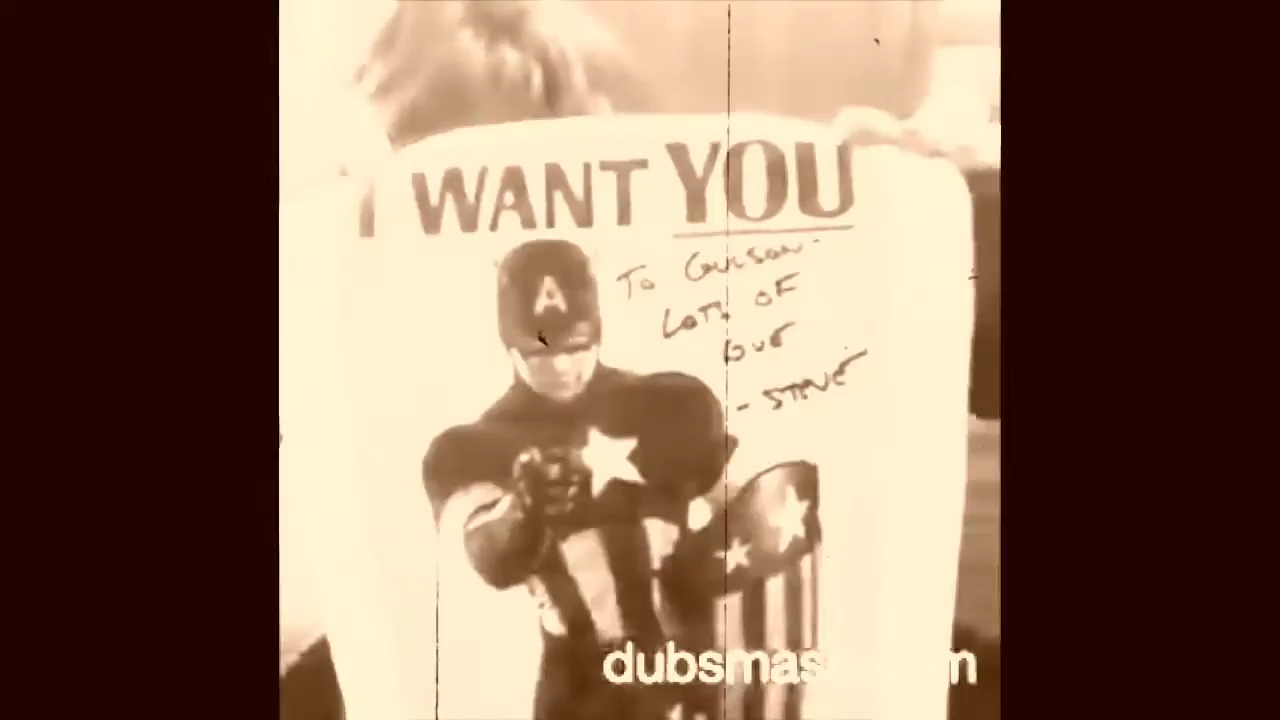 I WANT YOU
A
To COULSON-
LOTS OF
LOVE
- STEVE
dubsmash.com